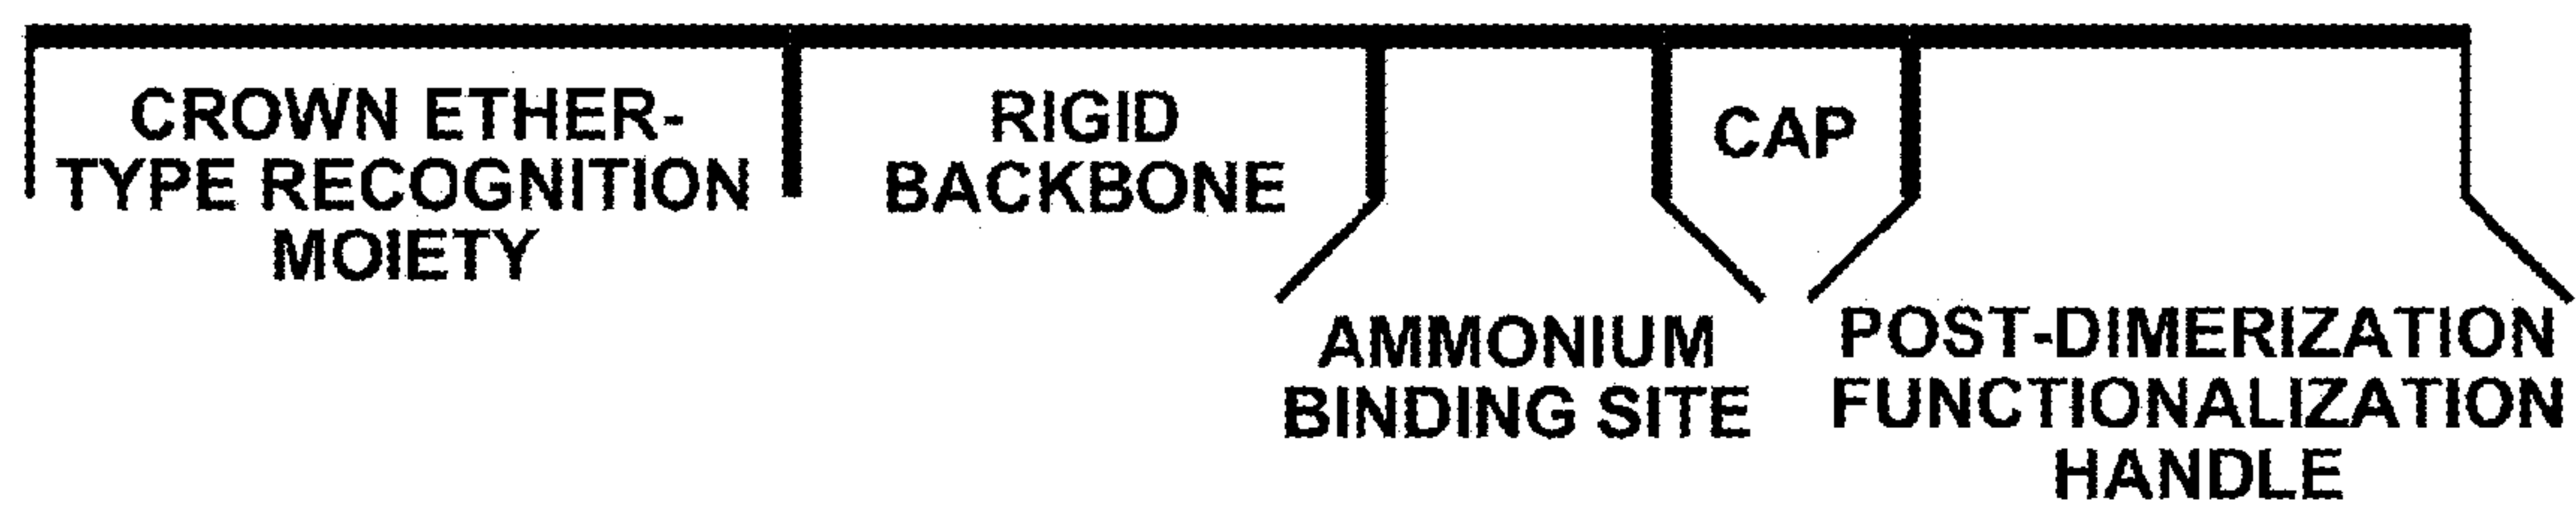 CROWN ETHER-
TYPE RECOGNITION
MOIETY
RIGID
BACKBONE
AMMONIUM
BINDING SITE
CAP
POST-DIMERIZATION
FUNCTIONALIZATION
HANDLE